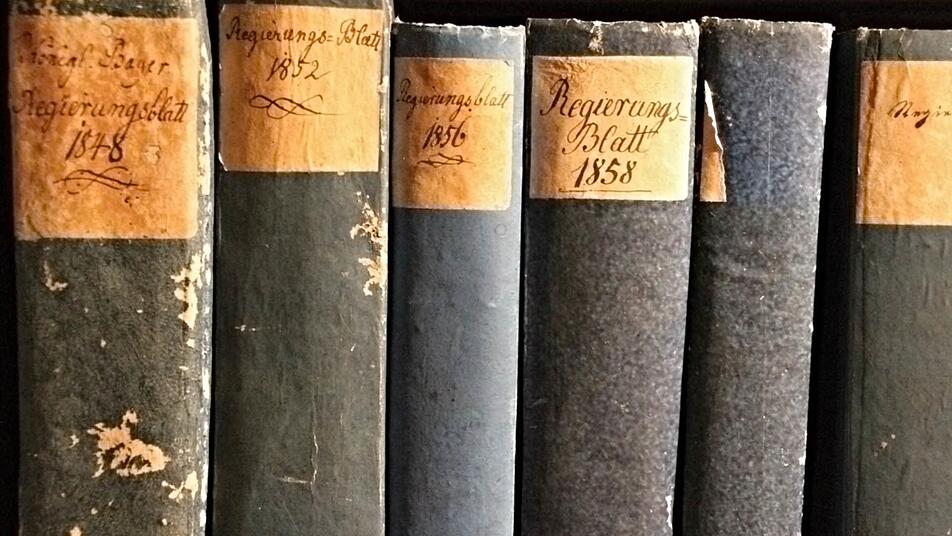 Königl. Bayer.
Regierungsblatt
1848
Regierungs=Blatt
1852
Regierungsblatt
1856
Regierungs=
Blatt
1858